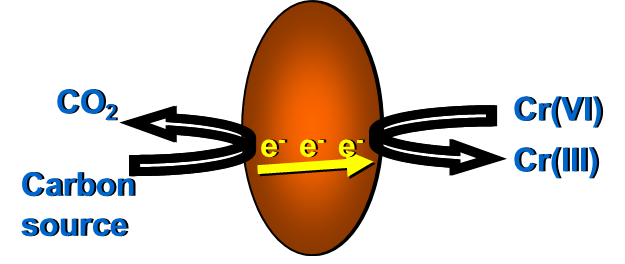 CO₂
Carbon
source
e⁻ e⁻ e⁻
Cr(VI)
Cr(III)